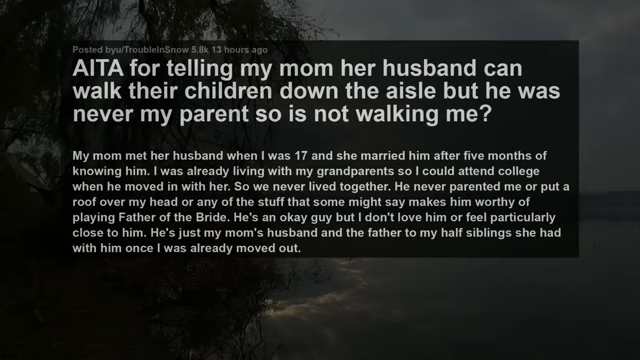 Posted byu/TroubleInSnow 5.8k 13 hours ago
AITA for telling my mom her husband can
walk their children down the aisle but he was
never my parent so is not walking me?
My mom met her husband when I was 17 and she married him after five months of
knowing him. I was already living with my grandparents so I could attend college
when he moved in with her. So we never lived together. He never parented me or put a
roof over my head or any of the stuff that some might say makes him worthy of
playing Father of the Bride. He's an okay guy but I don't love him or feel particularly
close to him. He's just my mom's husband and the father to my half siblings she had
with him once I was already moved out.